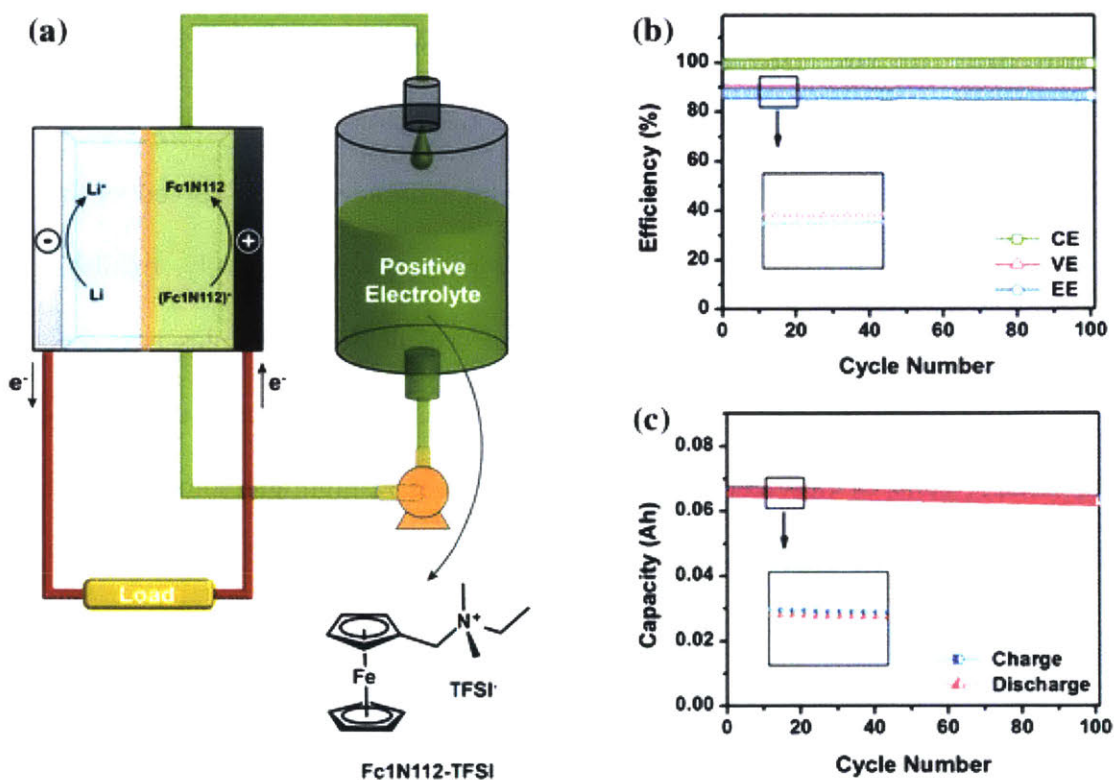 (a)
Li+
Fc1N112
-
+
Li
(Fc1N112)+
e-
e-
Load
Positive
Electrolyte
Fe
N+
TFSI-
Fc1N112-TFSI
(b)
Efficiency (%)
100
80
60
40
20
0
CE
VE
EE
0 20 40 60 80 100
Cycle Number
(c)
Capacity (Ah)
0.08
0.06
0.04
0.02
0.00
Charge
Discharge
0 20 40 60 80 100
Cycle Number